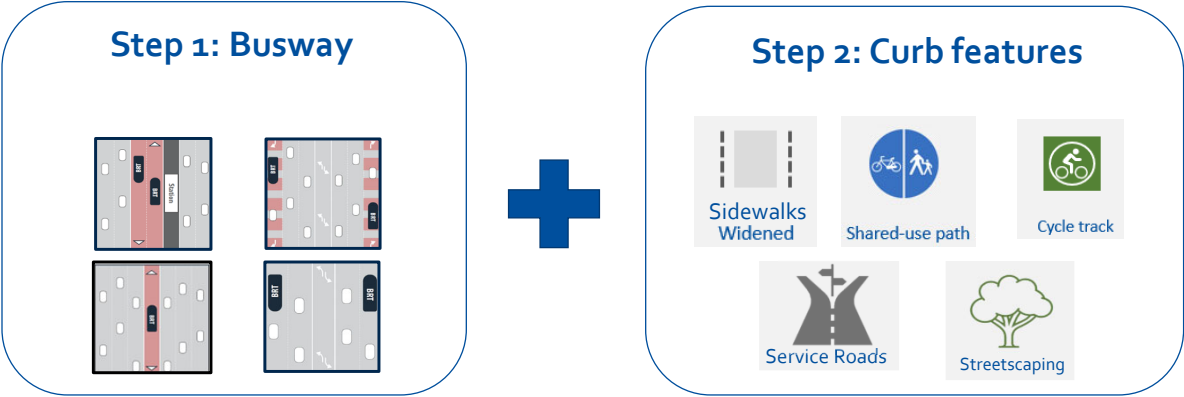 Step 1: Busway
BRT
BRT
Station
BRT
BRT
BRT
BRT
BRT
Step 2: Curb features
Sidewalks
Widened
Shared-use path
Cycle track
Service Roads
Streetscaping